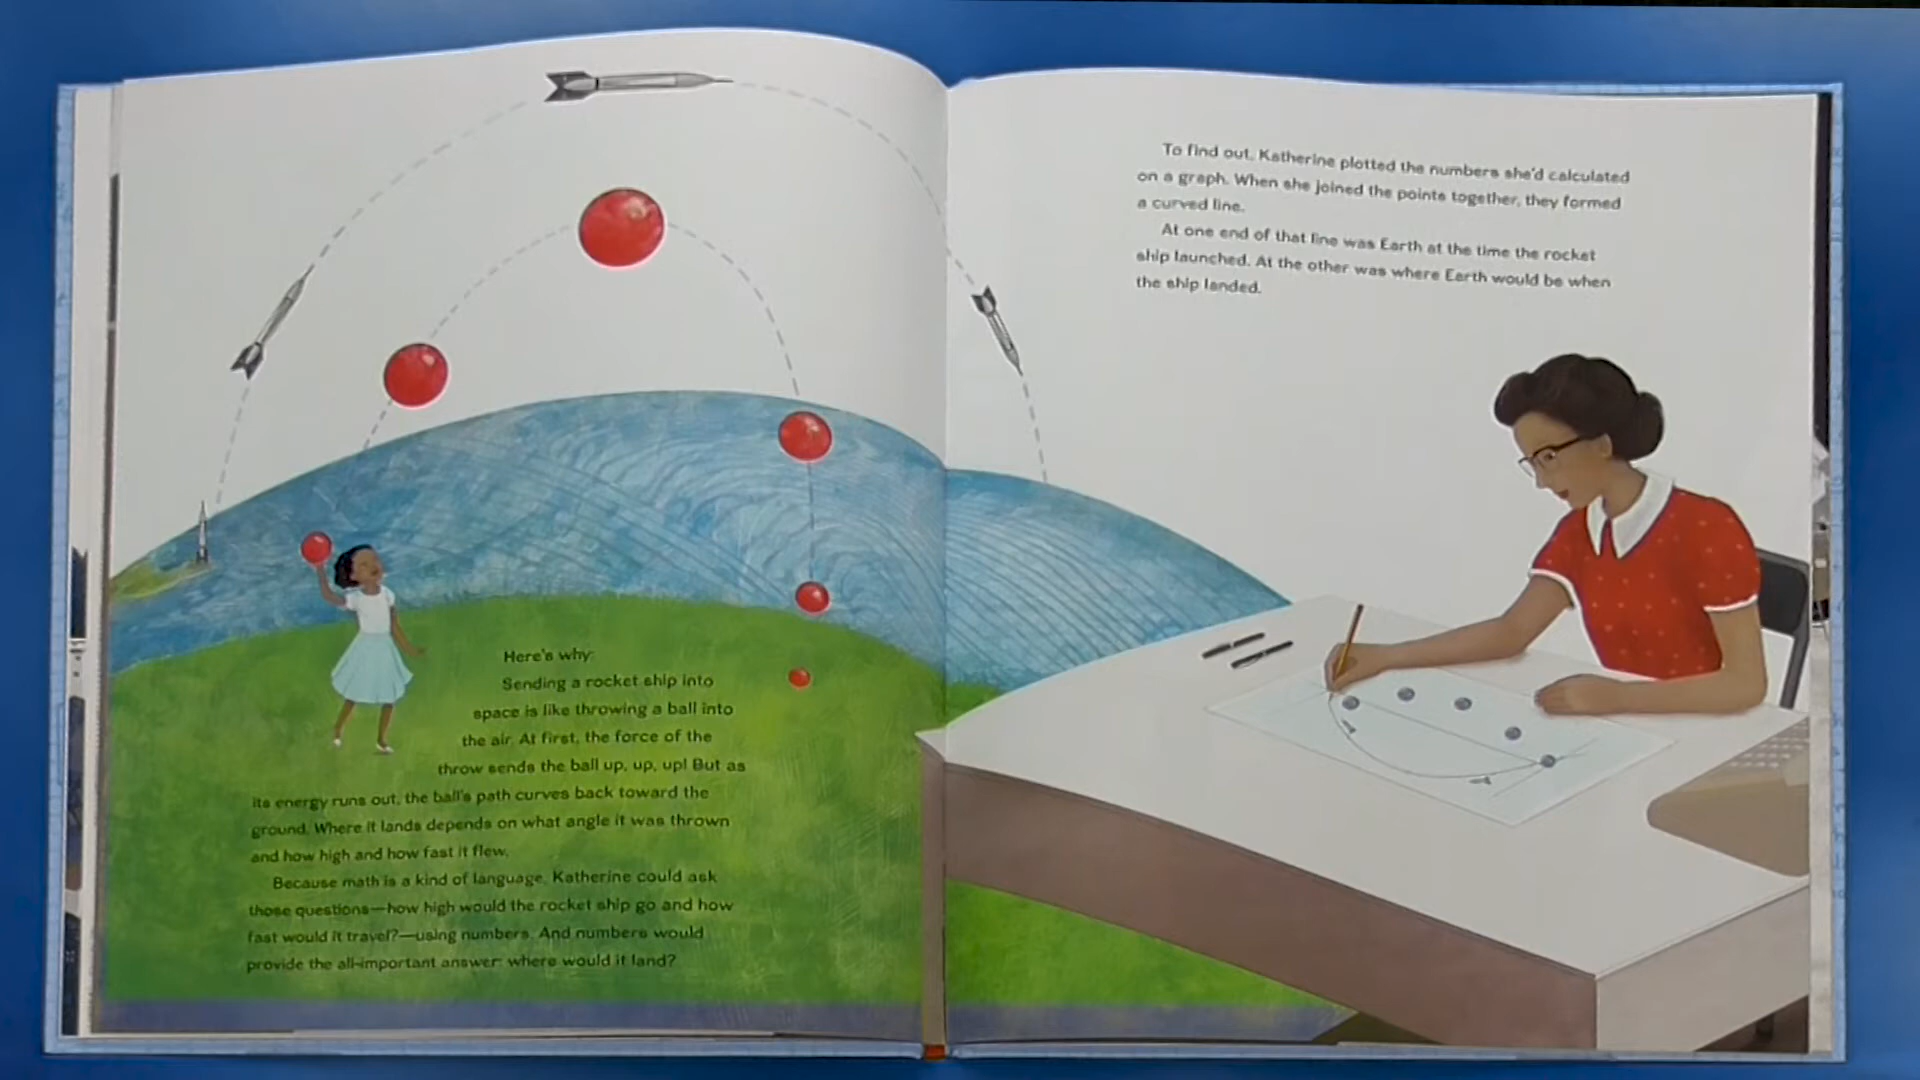 Here's why:
Sending a rocket ship into
space is like throwing a ball into
the air. At first, the force of the
throw sends the ball up, up, up! But as
its energy runs out, the ball's path curves back toward the
ground. Where it lands depends on what angle it was thrown
and how high and how fast it flew.
Because math is a kind of language, Katherine could ask
those questions—how high would the rocket ship go and how
fast would it travel?—using numbers. And numbers would
provide the all-important answer: where would it land?
To find out, Katherine plotted the numbers she'd calculated
on a graph. When she joined the points together, they formed
a curved line.
At one end of that line was Earth at the time the rocket
ship launched. At the other was where Earth would be when
the ship landed.